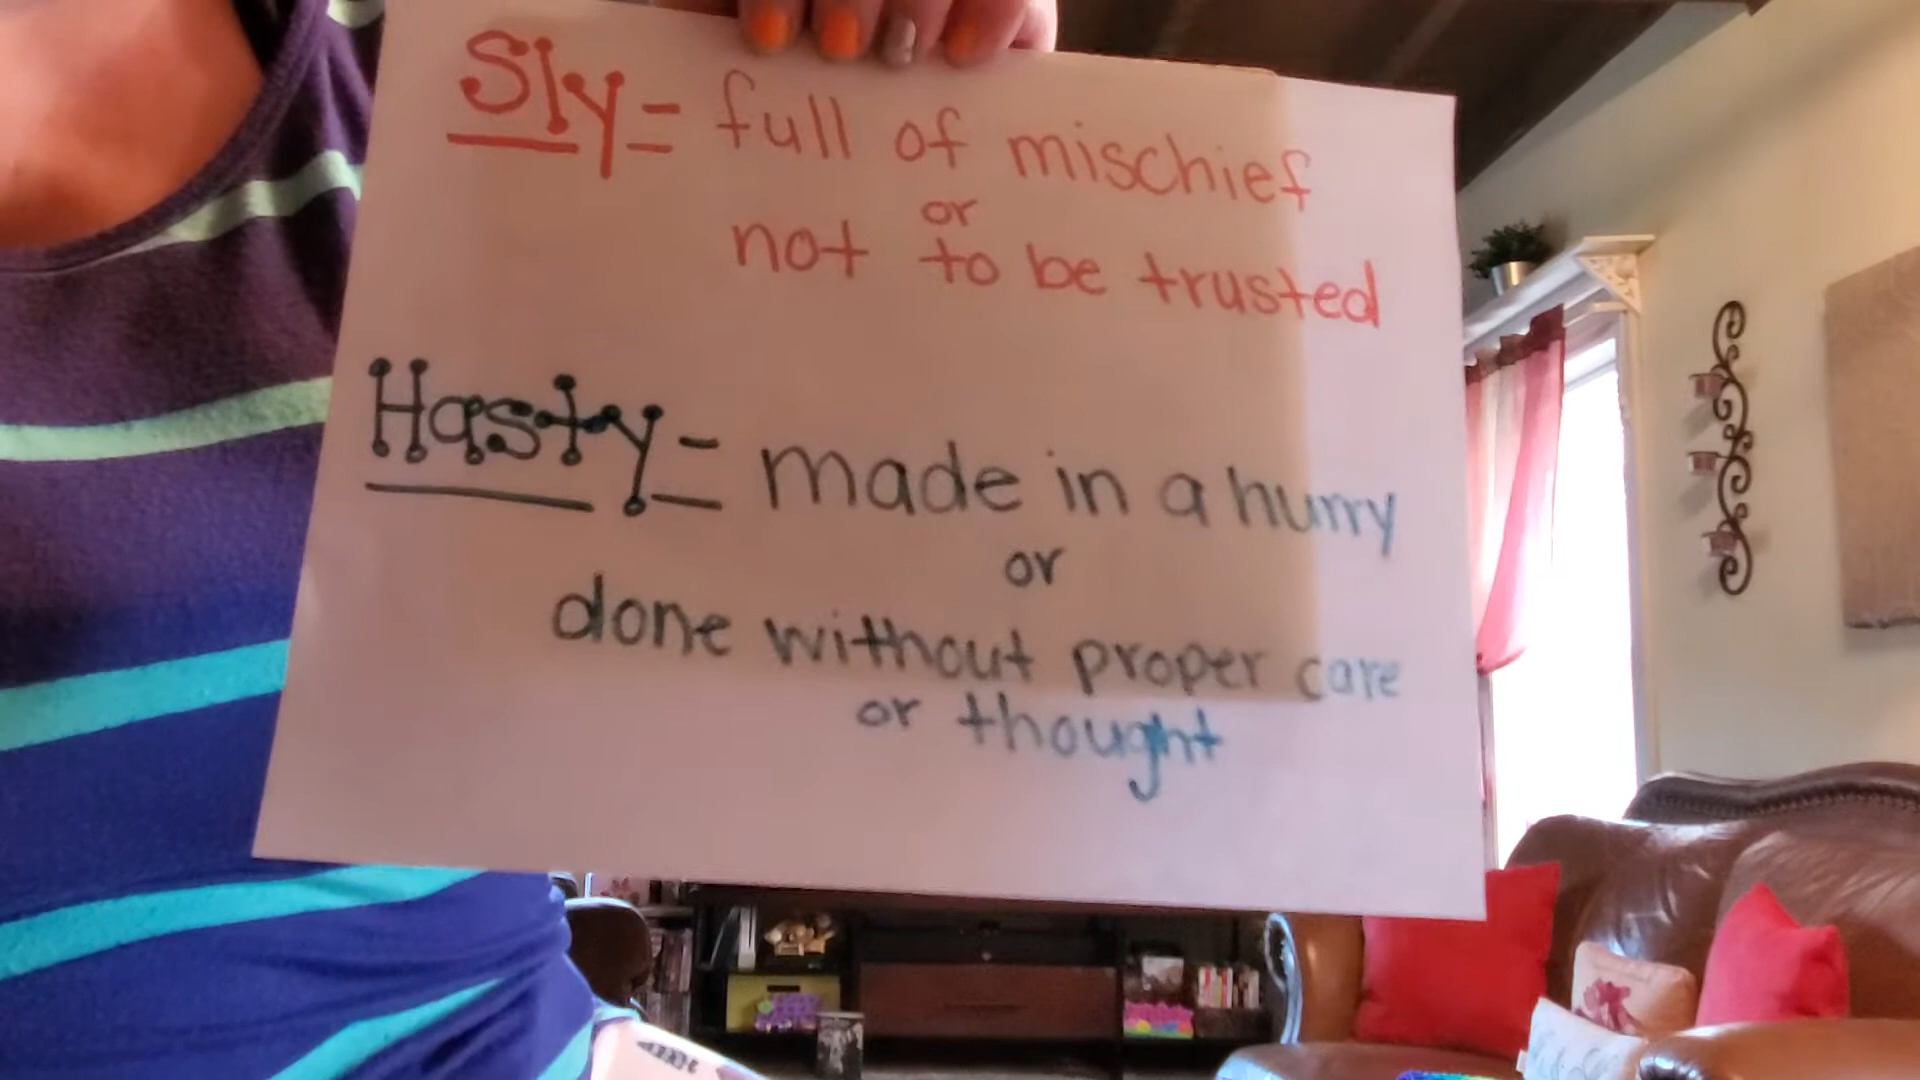 Sly = full of mischief
or
not to be trusted
Hasty = made in a hurry
or
done without proper care
or thought